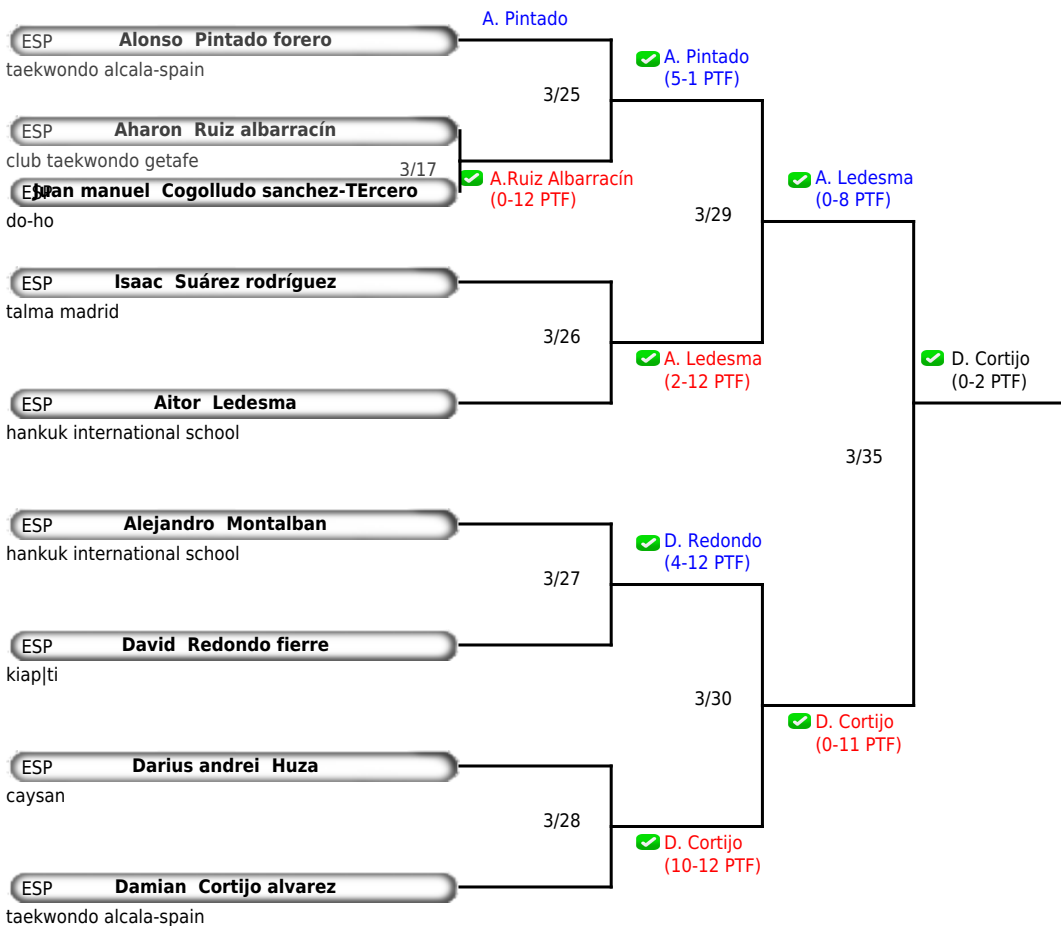 A. Pintado
ESP Alonso Pintado forero
taekwondo alcala-spain
A. Pintado
(5-1 PTF)
3/25
ESP Aharon Ruiz albarracín
club taekwondo getafe
3/17
A.Ruiz Albarracín
(0-12 PTF)
ESP Juan manuel Cogolludo sanchez-TErcero
do-ho
A. Ledesma
(0-8 PTF)
3/29
ESP Isaac Suárez rodríguez
talma madrid
3/26
A. Ledesma
(2-12 PTF)
D. Cortijo
(0-2 PTF)
ESP Aitor Ledesma
hankuk international school
3/35
ESP Alejandro Montalban
hankuk international school
D. Redondo
(4-12 PTF)
3/27
ESP David Redondo fierre
kiap|ti
3/30
D. Cortijo
(0-11 PTF)
ESP Darius andrei Huza
caysan
3/28
D. Cortijo
(10-12 PTF)
ESP Damian Cortijo alvarez
taekwondo alcala-spain